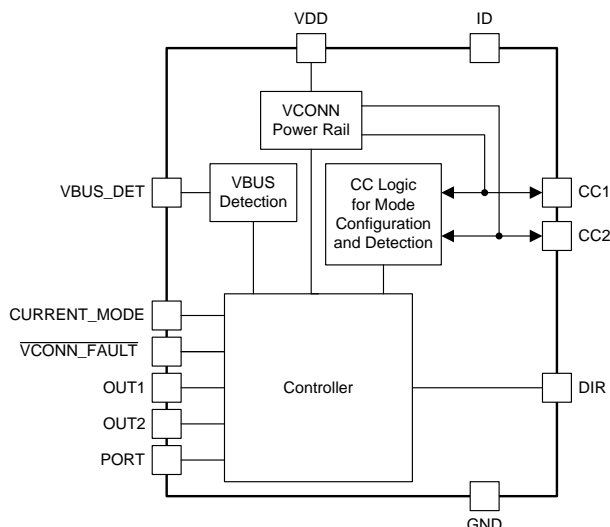 VDD
ID
VCONN
Power Rail
VBUS_DET
VBUS
Detection
CC Logic
for Mode
Configuration
and Detection
CC1
CC2
CURRENT_MODE
VCONN_FAULT
OUT1
Controller
DIR
OUT2
PORT
GND